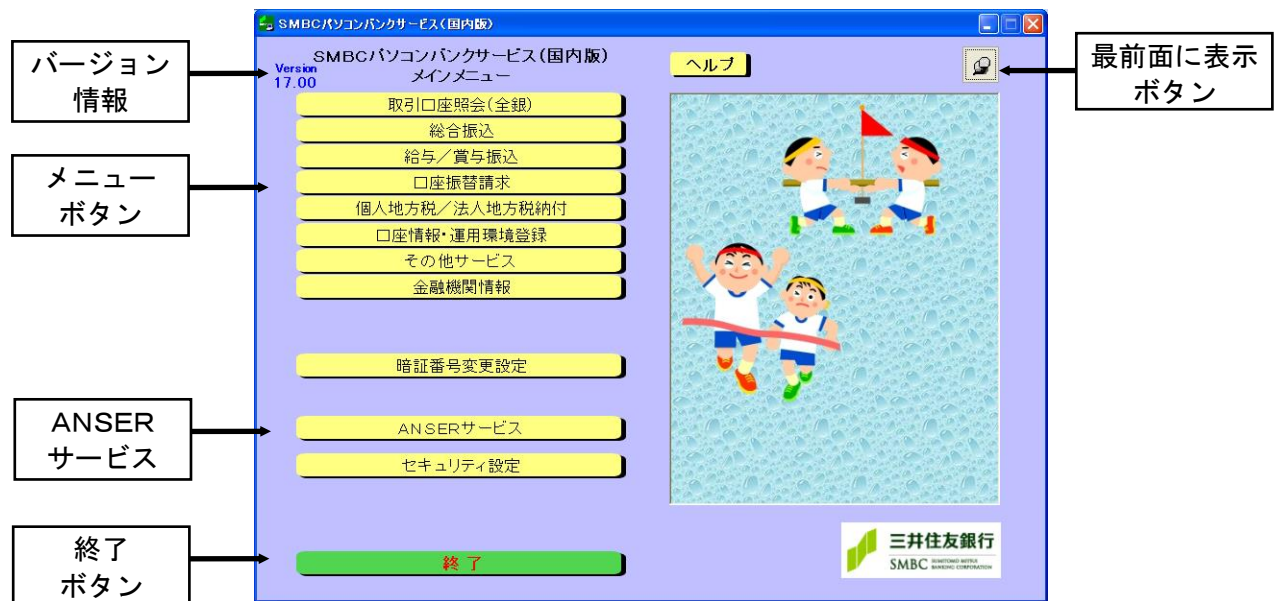 SMBCパソコンバンクサービス(国内版)
バージョン
情報
Version
17.00
SMBCパソコンバンクサービス(国内版)
メインメニュー
ヘルプ
最前面に表示
ボタン
メニュー
ボタン
取引口座照会(全銀)
総合振込
給与／賞与振込
口座振替請求
個人地方税／法人地方税納付
口座情報・運用環境登録
その他サービス
金融機関情報
暗証番号変更設定
ANSER
サービス
ANSERサービス
セキュリティ設定
終了
ボタン
終了
三井住友銀行
SMBC SUMITOMO MITSUI
BANKING CORPORATION